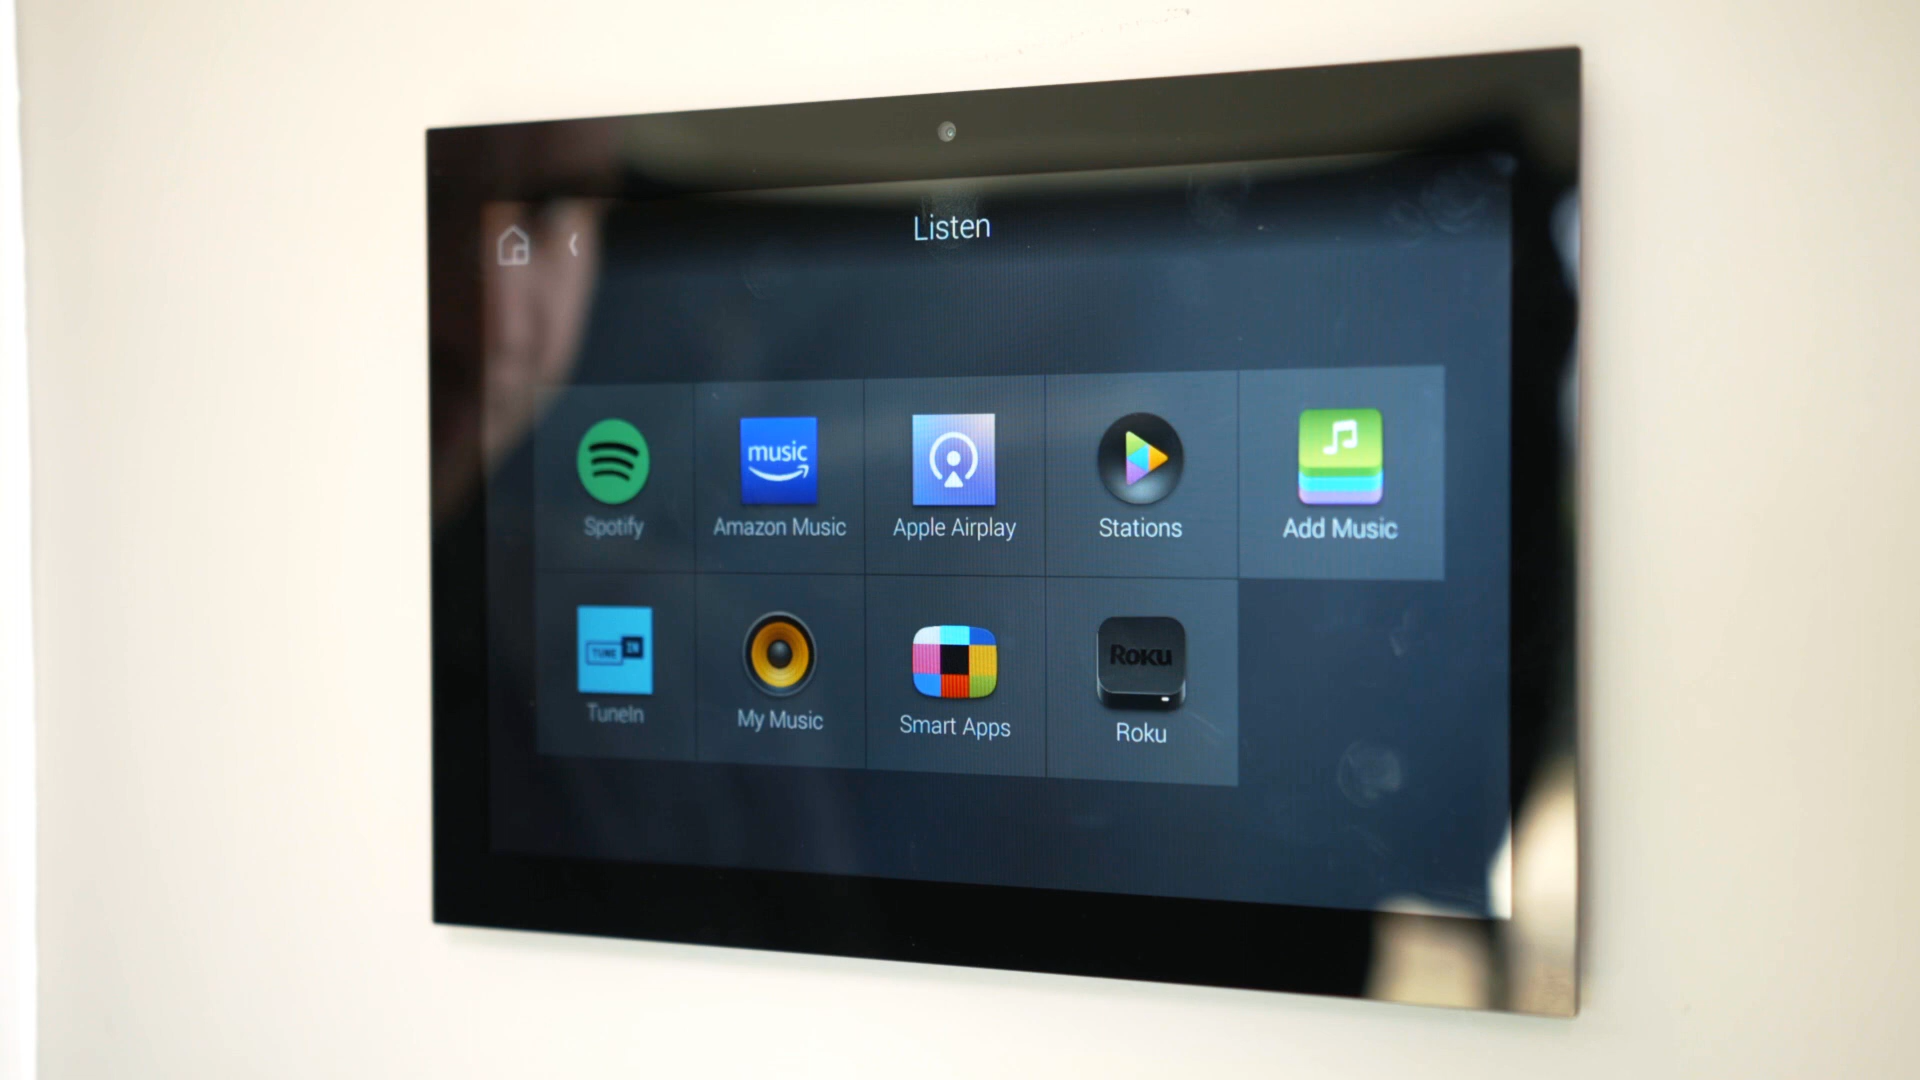 Listen
Spotify
music
Amazon Music
Apple Airplay
Stations
Add Music
TUNE IN
TuneIn
My Music
Smart Apps
ROKU
Roku